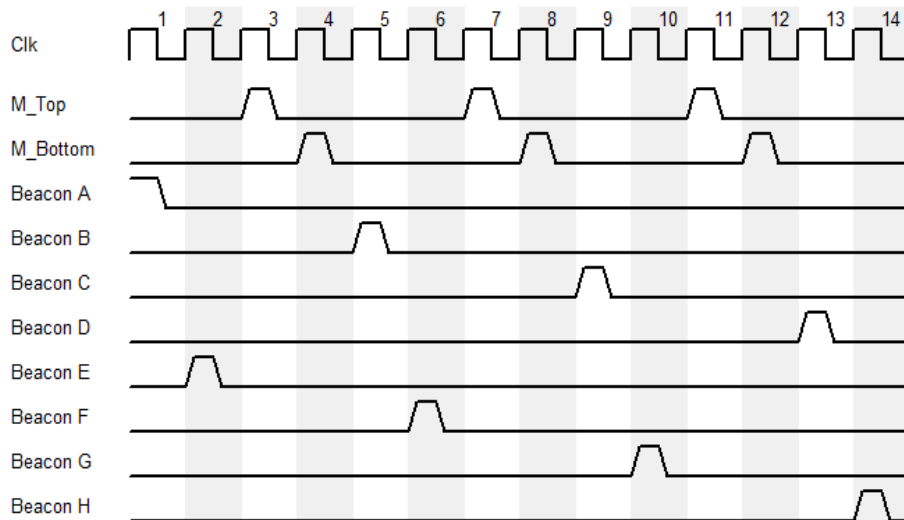 1 2 3 4 5 6 7 8 9 10 11 12 13 14
Clk
M_Top
M_Bottom
Beacon A
Beacon B
Beacon C
Beacon D
Beacon E
Beacon F
Beacon G
Beacon H